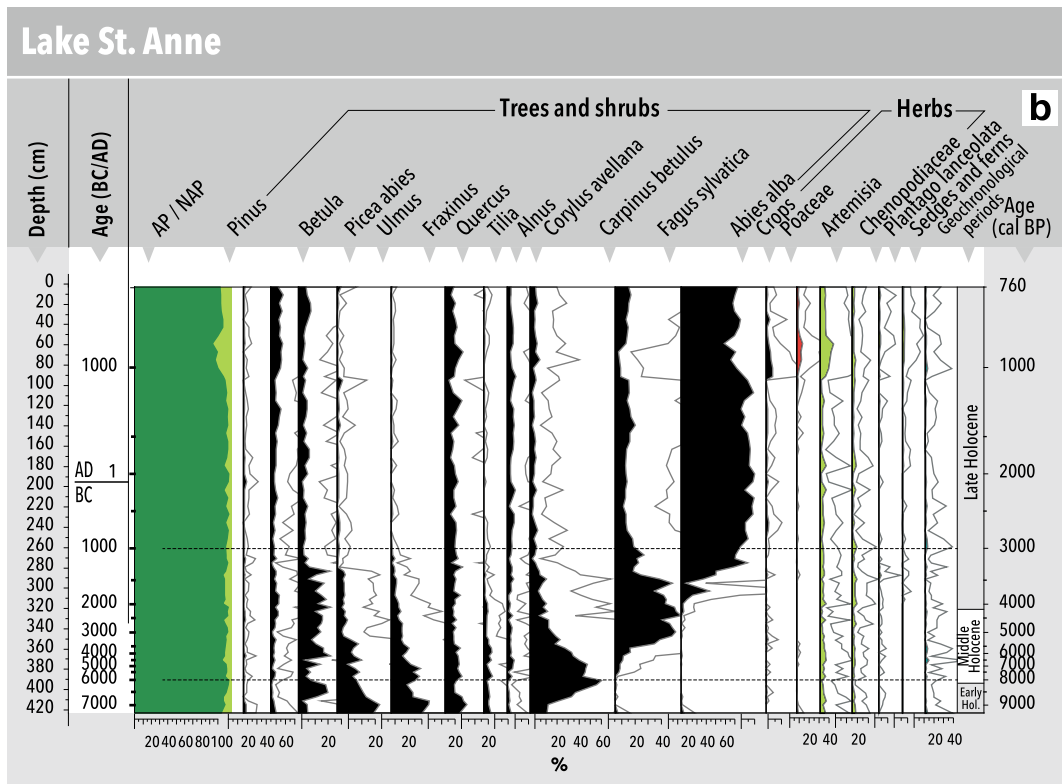 Lake St. Anne
b
Trees and shrubs
Herbs
Depth (cm)
Age (BC/AD)
AP / NAP
Pinus
Betula
Picea abies
Ulmus
Fraxinus
Quercus
Tilia
Alnus
Corylus avellana
Carpinus betulus
Fagus sylvatica
Abies alba
Crops
Poaceae
Artemisia
Chenopodiaceae
Plantago lanceolata
Sedges and ferns
Geochronological
periods
Age
(cal BP)
0
20
40
60
80
100
120
140
160
180
200
220
240
260
280
300
320
340
360
380
400
420
1000
AD 1
BC
1000
2000
3000
4000
5000
6000
7000
760
1000
2000
3000
4000
5000
6000
7000
8000
9000
Late Holocene
Middle
Holocene
Early
Hol.
20 40 60 80 100 20 40 60 20 20 20 20 20 20 40 60 20 40 20 40 60 20 40 20 20 40
%